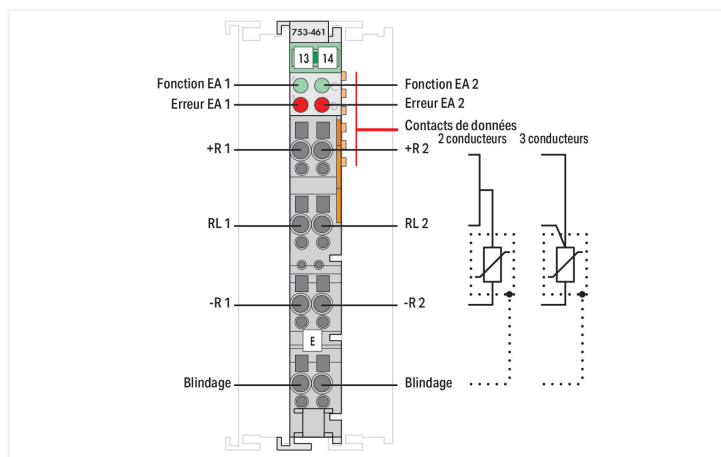 753-461
13 14
Fonction EA 1
Fonction EA 2
Erreur EA 1
Erreur EA 2
Contacts de données
2 conducteurs
3 conducteurs
+R 1
+R 2
RL 1
RL 2
-R 1
-R 2
E
Blindage
Blindage